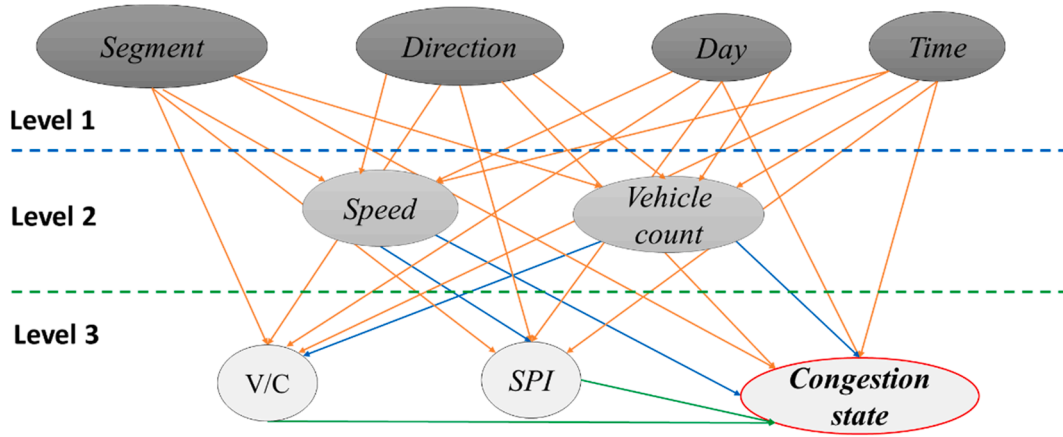 Segment
Direction
Day
Time
Level 1
Level 2
Speed
Vehicle
count
Level 3
V/C
SPI
Congestion
state